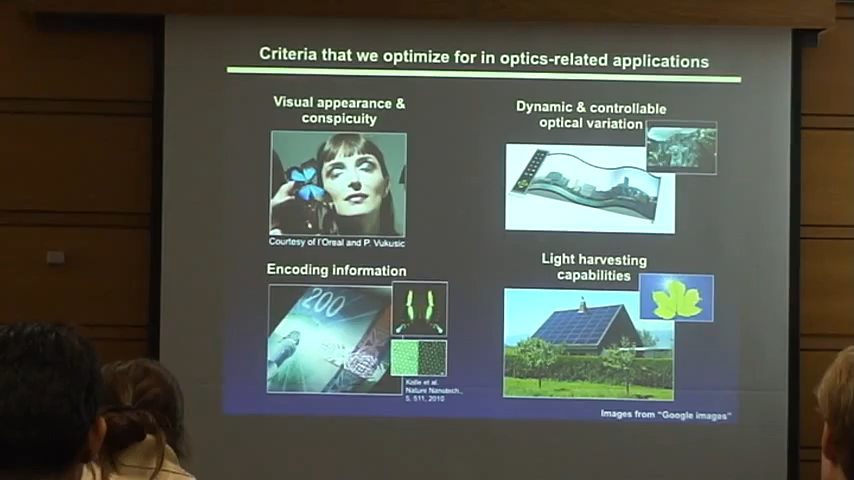 Criteria that we optimize for in optics-related applications
Visual appearance &
conspicuity
Courtesy of l'Oreal and P. Vukusic
Dynamic & controllable
optical variation
Encoding information
200
Kolle et al.
Nature Nanotech.,
5, 511, 2010
Light harvesting
capabilities
Images from "Google images"